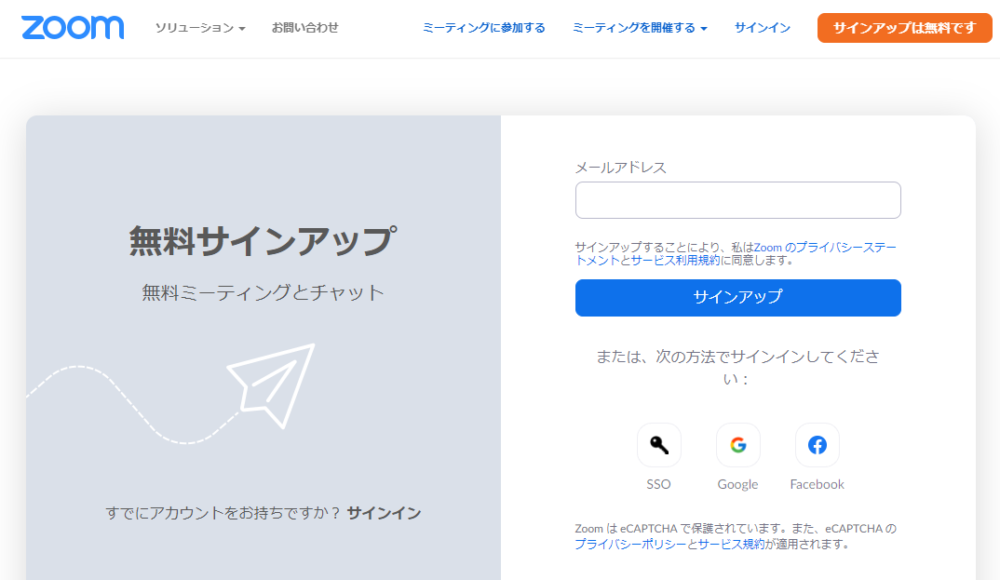 zoom
ソリューション
お問い合わせ
ミーティングに参加する
ミーティングを開催する
サインイン
サインアップは無料です
無料サインアップ
無料ミーティングとチャット
すでにアカウントをお持ちですか？ サインイン
メールアドレス
サインアップすることにより、私はZoom のプライバシーステー
トメントとサービス利用規約に同意します。
サインアップ
または、次の方法でサインインしてくださ
い：
SSO
Google
Facebook
Zoom は eCAPTCHA で保護されています。また、eCAPTCHA の
プライバシーポリシーとサービス規約が適用されます。